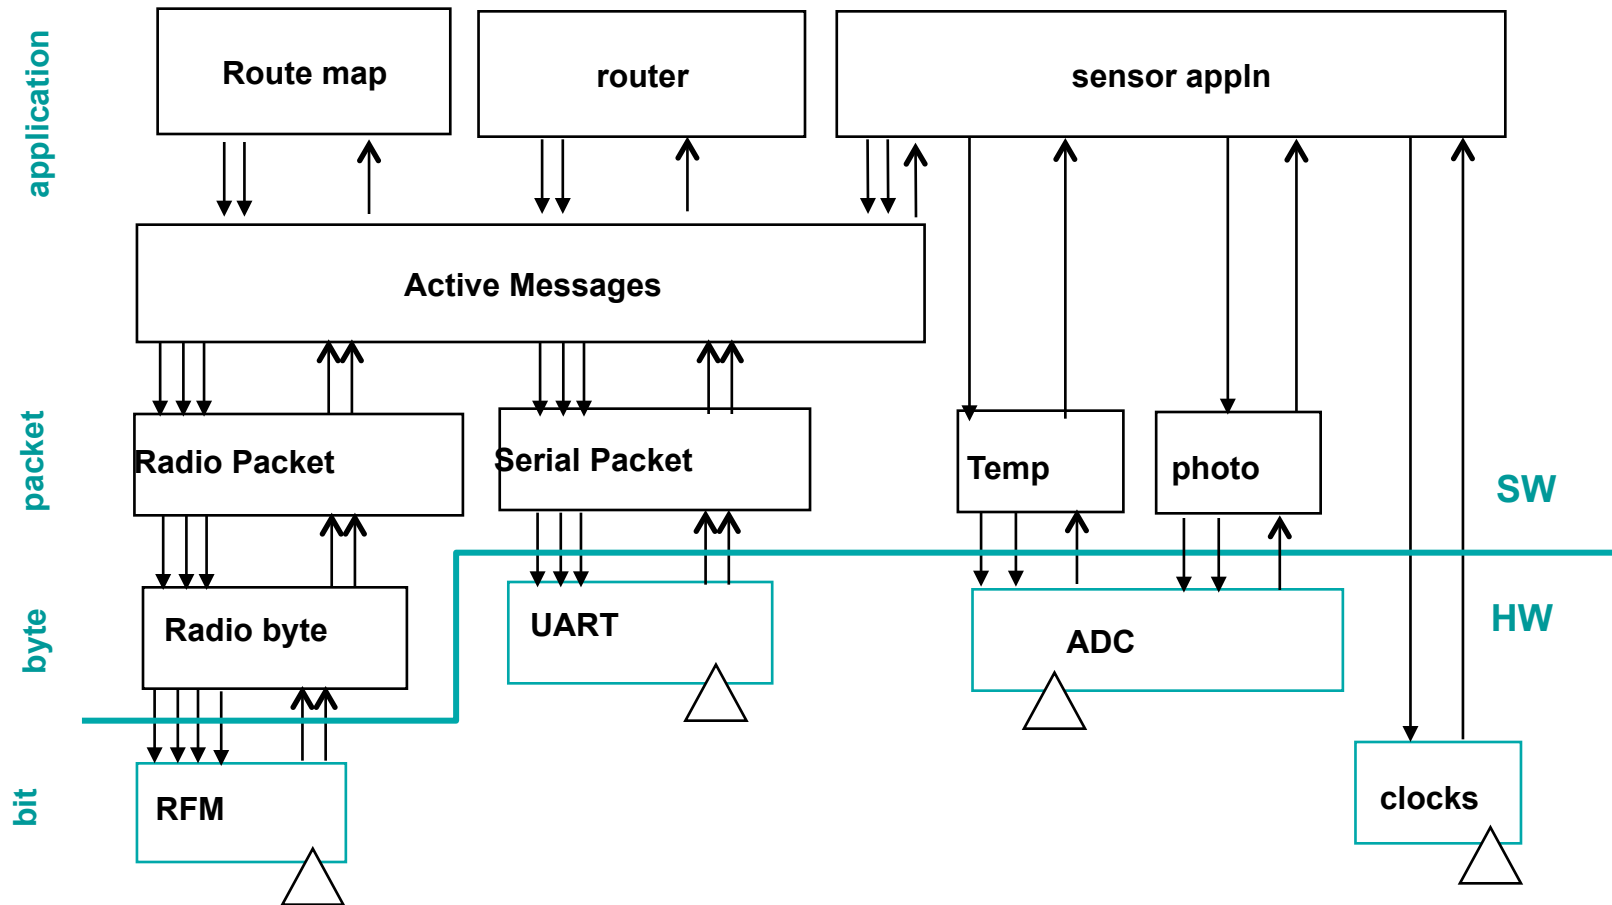 application
Route map
router
sensor appln
Active Messages
packet
Radio Packet
Serial Packet
Temp
photo
SW
byte
Radio byte
UART
ADC
HW
bit
RFM
clocks